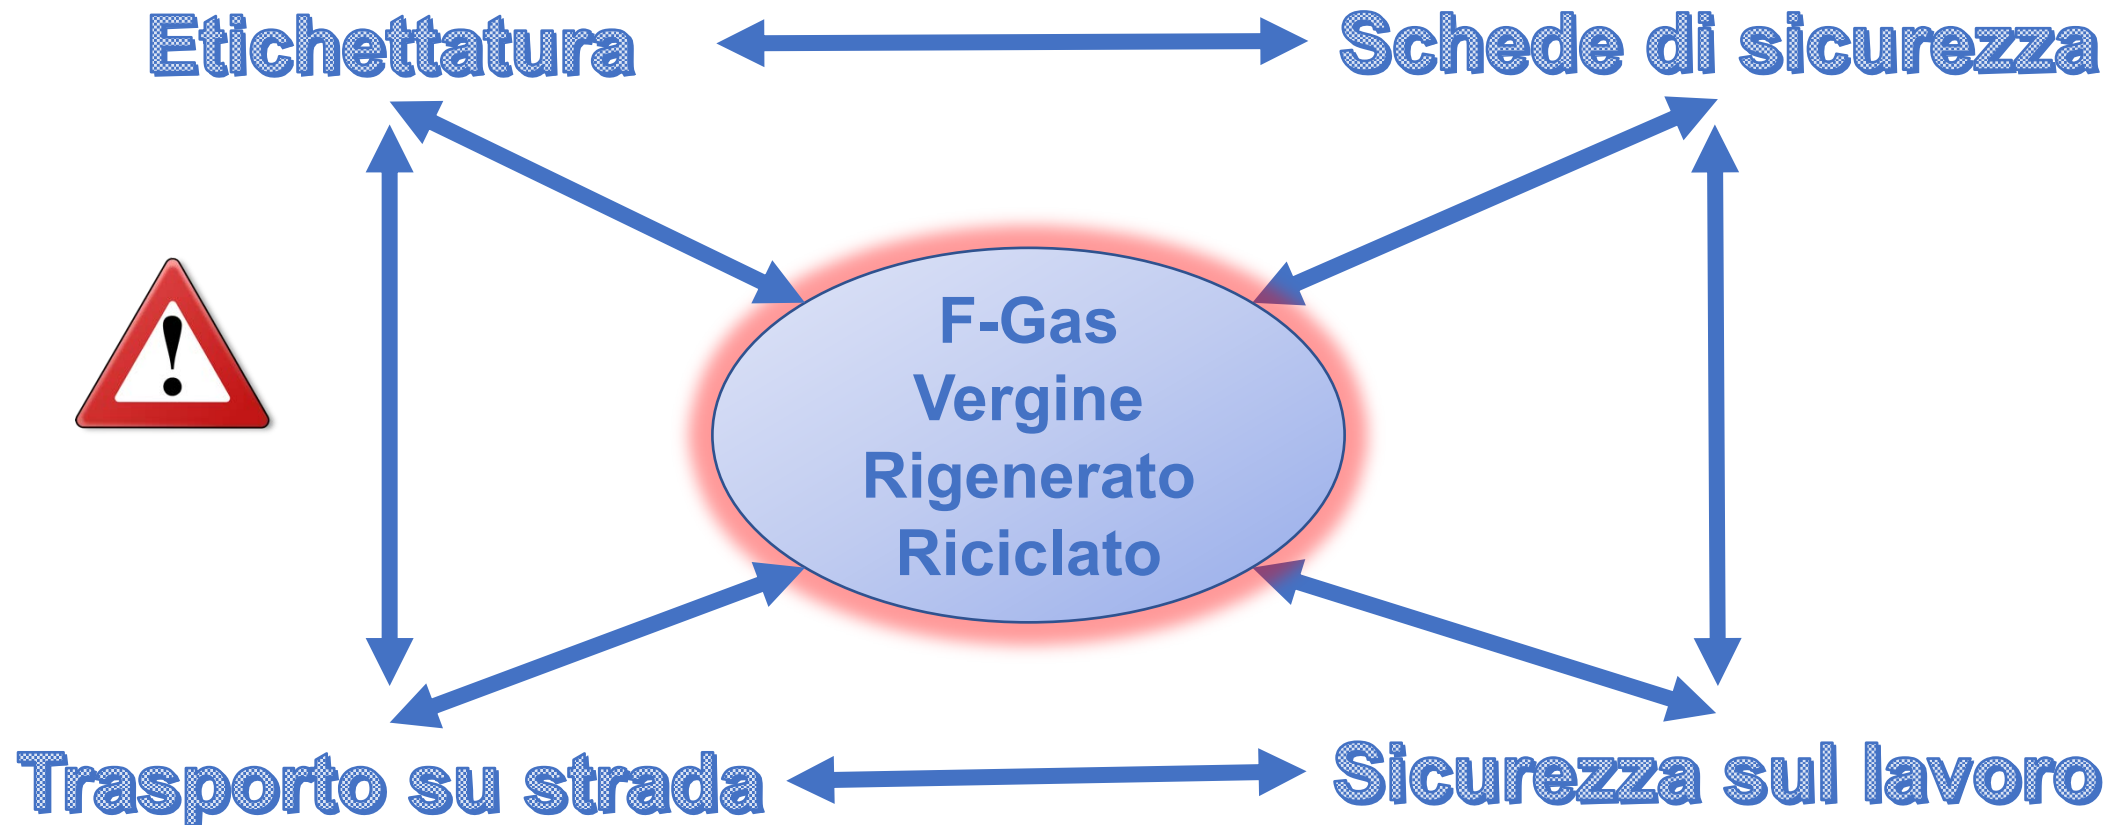 Etichettatura
Schede di sicurezza
F-Gas
Vergine
Rigenerato
Riciclato
Trasporto su strada
Sicurezza sul lavoro